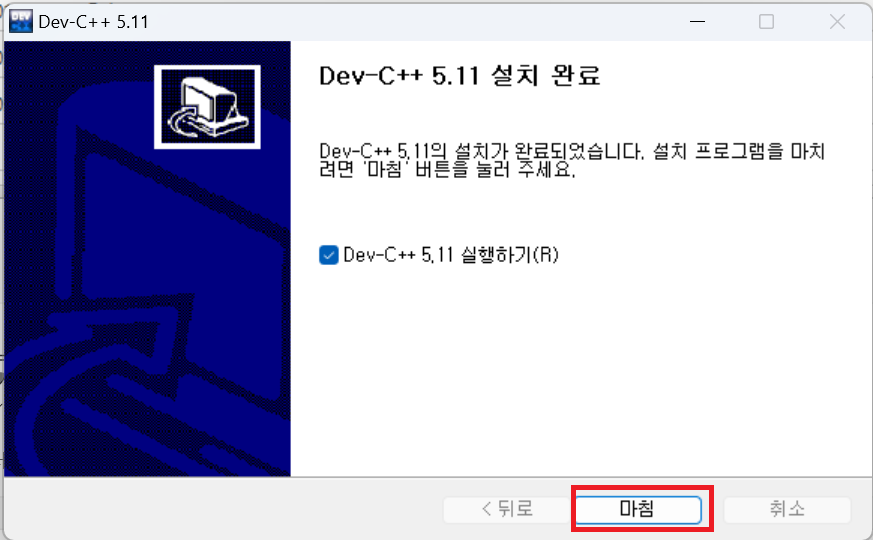 Dev-C++ 5.11
Dev-C++ 5.11 설치 완료
Dev-C++ 5.11의 설치가 완료되었습니다. 설치 프로그램을 마치
려면 '마침' 버튼을 눌러 주세요.
Dev-C++ 5.11 실행하기(R)
< 뒤로
마침
취소